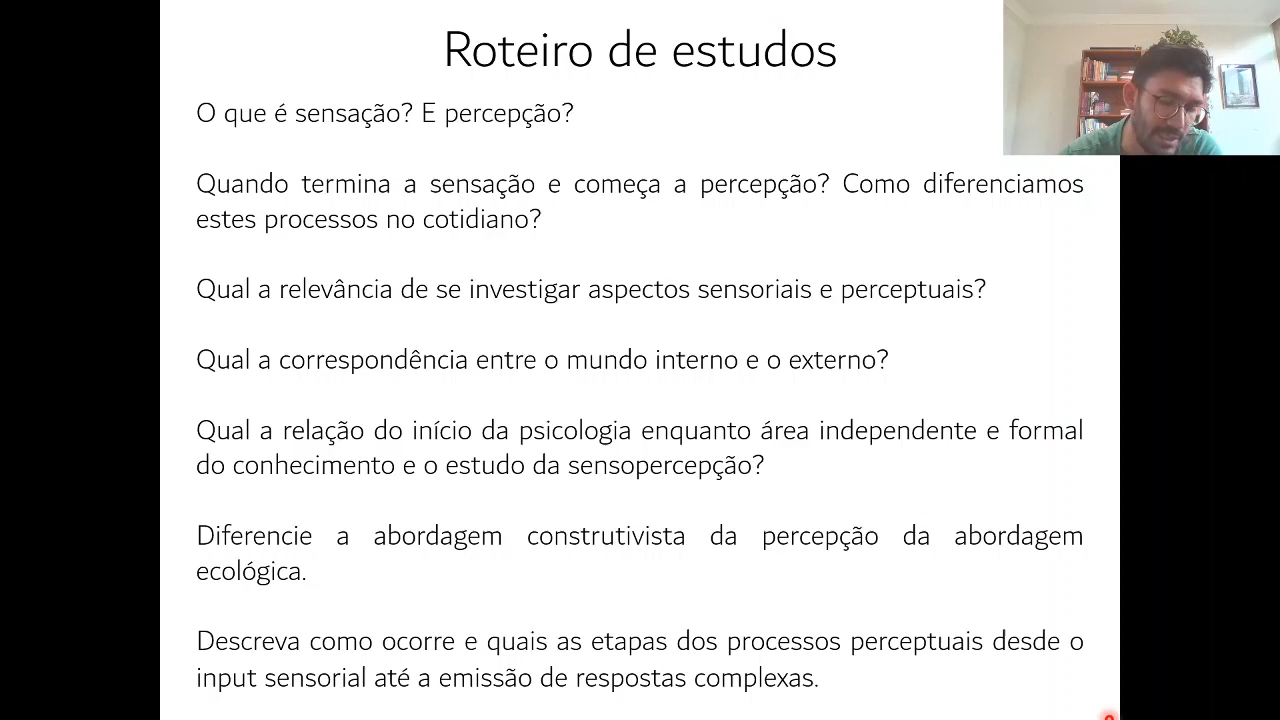 Roteiro de estudos
O que é sensação? E percepção?
Quando termina a sensação e começa a percepção? Como diferenciamos
estes processos no cotidiano?
Qual a relevância de se investigar aspectos sensoriais e perceptuais?
Qual a correspondência entre o mundo interno e o externo?
Qual a relação do início da psicologia enquanto área independente e formal
do conhecimento e o estudo da sensopercepção?
Diferencie a abordagem construtivista da percepção da abordagem
ecológica.
Descreva como ocorre e quais as etapas dos processos perceptuais desde o
input sensorial até a emissão de respostas complexas.